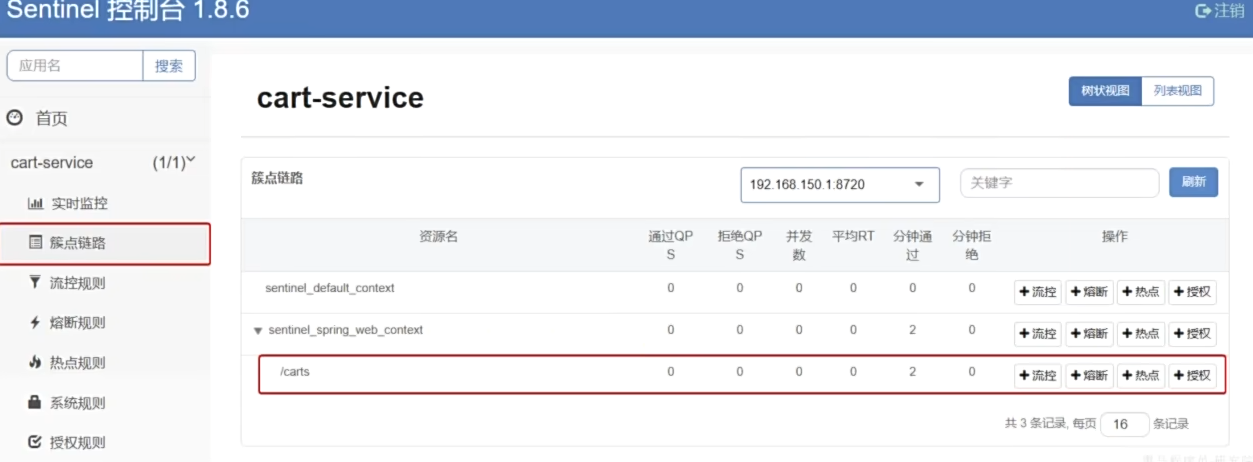 Sentinel 控制台 1.8.6
注销
应用名 搜索
首页
cart-service (1/1)
实时监控
簇点链路
流控规则
熔断规则
热点规则
系统规则
授权规则
cart-service
树状视图 列表视图
簇点链路 192.168.150.1:8720 关键字 刷新
资源名 通过QPS 拒绝QPS 并发数 平均RT 分钟通过 分钟拒绝 操作
sentinel_default_context 0 0 0 0 0 0 +流控 +熔断 +热点 +授权
sentinel_spring_web_context 0 0 0 0 2 0 +流控 +熔断 +热点 +授权
/carts 0 0 0 0 2 0 +流控 +熔断 +热点 +授权
共 3 条记录, 每页 16 条记录